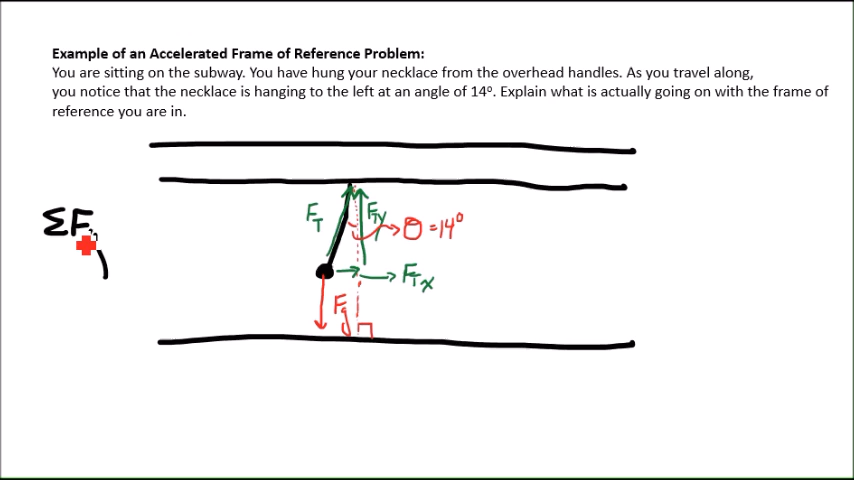 Example of an Accelerated Frame of Reference Problem:
You are sitting on the subway. You have hung your necklace from the overhead handles. As you travel along,
you notice that the necklace is hanging to the left at an angle of 14°. Explain what is actually going on with the frame of
reference you are in.
ΣF
F_T
F_Ty
θ = 14°
F_Tx
F_g